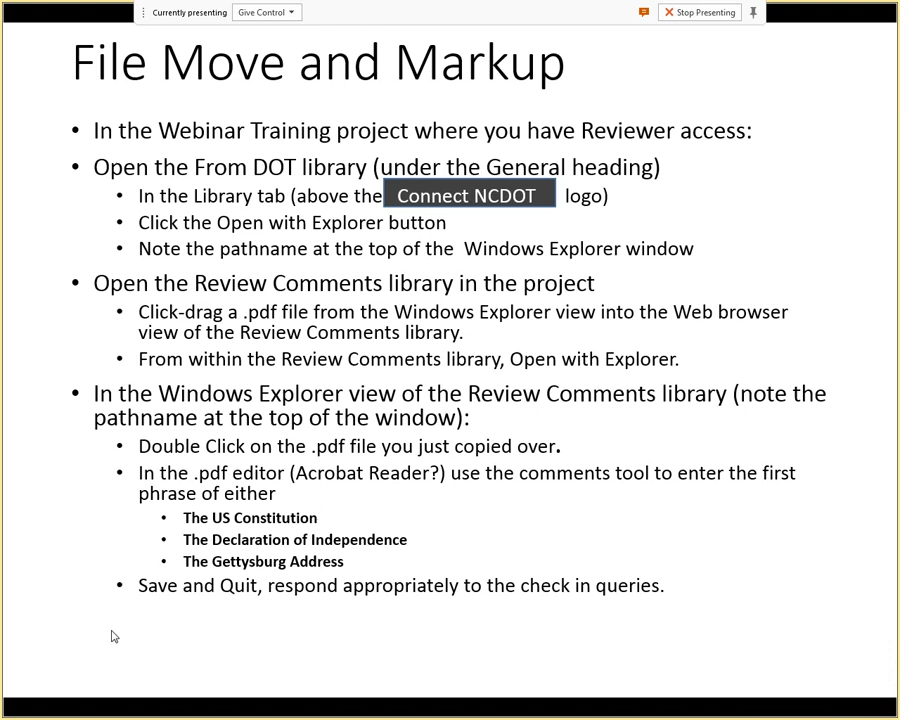 Currently presenting Give Control Stop Presenting
File Move and Markup
• In the Webinar Training project where you have Reviewer access:
• Open the From DOT library (under the General heading)
• In the Library tab (above the Connect NCDOT logo)
• Click the Open with Explorer button
• Note the pathname at the top of the Windows Explorer window
• Open the Review Comments library in the project
• Click-drag a .pdf file from the Windows Explorer view into the Web browser
view of the Review Comments library.
• From within the Review Comments library, Open with Explorer.
• In the Windows Explorer view of the Review Comments library (note the
pathname at the top of the window):
• Double Click on the .pdf file you just copied over.
• In the .pdf editor (Acrobat Reader?) use the comments tool to enter the first
phrase of either
• The US Constitution
• The Declaration of Independence
• The Gettysburg Address
• Save and Quit, respond appropriately to the check in queries.